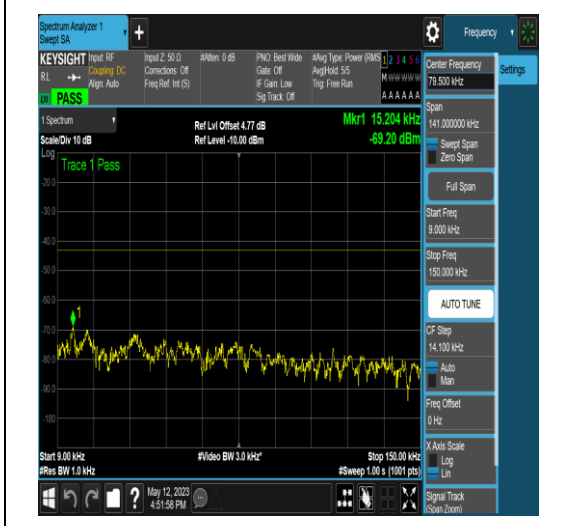 Spectrum Analyzer 1
Swept SA
+
Frequency
KEYSIGHT
RL
Input: RF
Coupling: DC
Align: Auto
Input Z: 50 Ω
Corrections: Off
Freq Ref: Int (S)
#Atten: 0 dB
PNO: Best Wide
Gate: Off
IF Gain: Low
Sig Track: Off
#Avg Type: Power (RMS
Avg|Hold: 5/5
Trig: Free Run
1 2 3 4 5 6
M W W W W W
A A A A A A
PASS
1 Spectrum
Scale/Div 10 dB
Ref Lvl Offset 4.77 dB
Ref Level -10.00 dBm
Mkr1 15.204 kHz
-69.20 dBm
Log
Trace 1 Pass
-20.0
-30.0
-40.0
-50.0
-60.0
-70.0
-80.0
-90.0
-100
1
Start 9.00 kHz
#Res BW 1.0 kHz
#Video BW 3.0 kHz*
Stop 150.00 kHz
#Sweep 1.00 s (1001 pts)
?
May 12, 2023
4:51:58 PM
Center Frequency
79.500 kHz
Settings
Span
141.000000 kHz
Swept Span
Zero Span
Full Span
Start Freq
9.000 kHz
Stop Freq
150.000 kHz
AUTO TUNE
CF Step
14.100 kHz
Auto
Man
Freq Offset
0 Hz
X Axis Scale
Log
Lin
Signal Track
(Span Zoom)